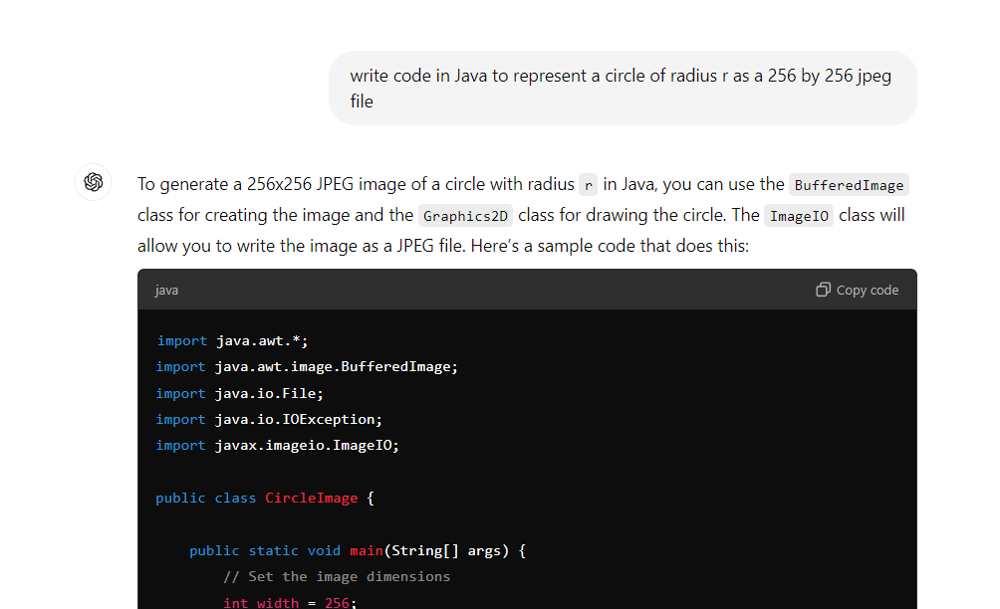 write code in Java to represent a circle of radius r as a 256 by 256 jpeg
file
To generate a 256x256 JPEG image of a circle with radius r in Java, you can use the BufferedImage
class for creating the image and the Graphics2D class for drawing the circle. The ImageIO class will
allow you to write the image as a JPEG file. Here’s a sample code that does this:
java Copy code
import java.awt.*;
import java.awt.image.BufferedImage;
import java.io.File;
import java.io.IOException;
import javax.imageio.ImageIO;
public class CircleImage {
public static void main(String[] args) {
// Set the image dimensions
int width = 256;